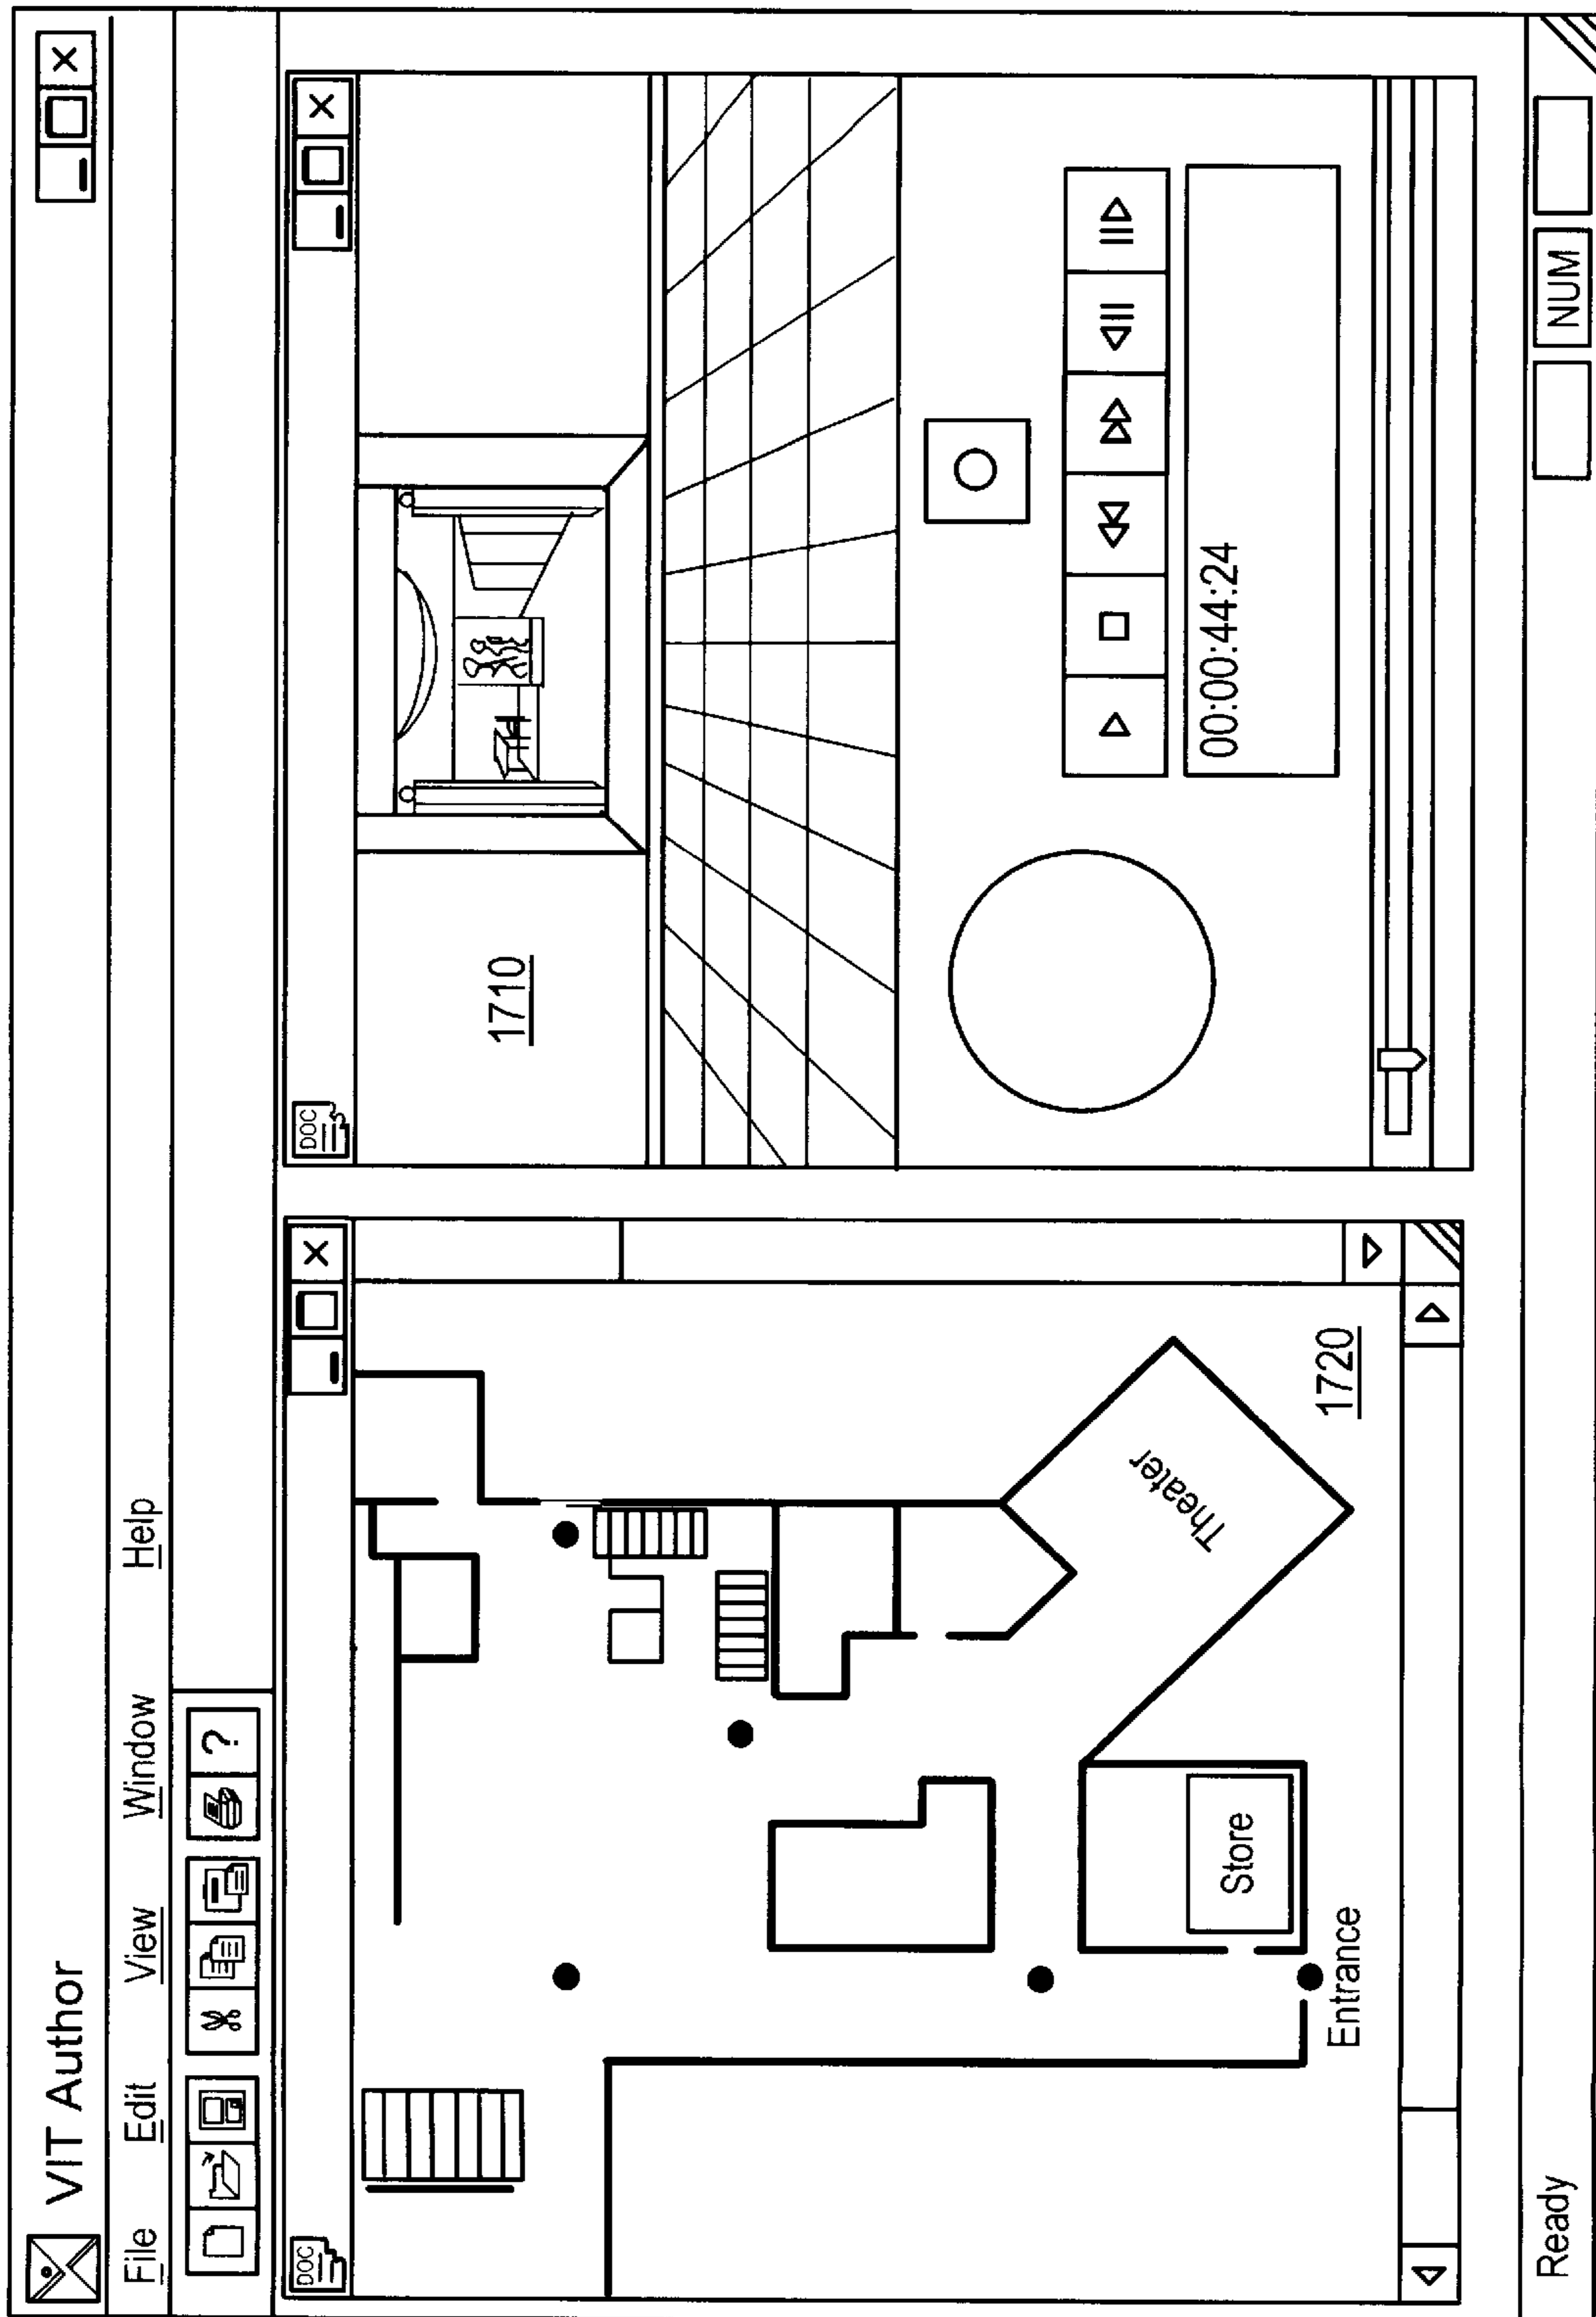 VIT Author
File Edit View Window Help
?
DOC
Theater
Store
Entrance
1720
DOC
1710
00:00:44:24
Ready
NUM